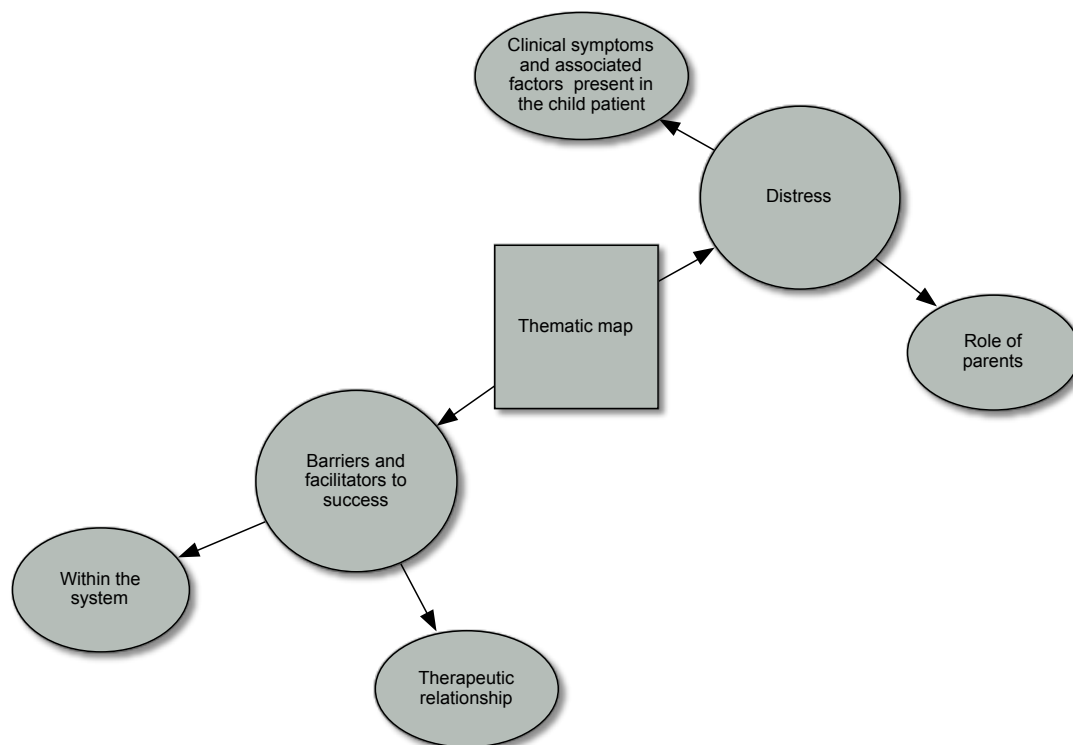 Clinical symptoms
and associated
factors  present in
the child patient
Distress
Thematic map
Role of
parents
Barriers and
facilitators to
success
Within the
system
Therapeutic
relationship